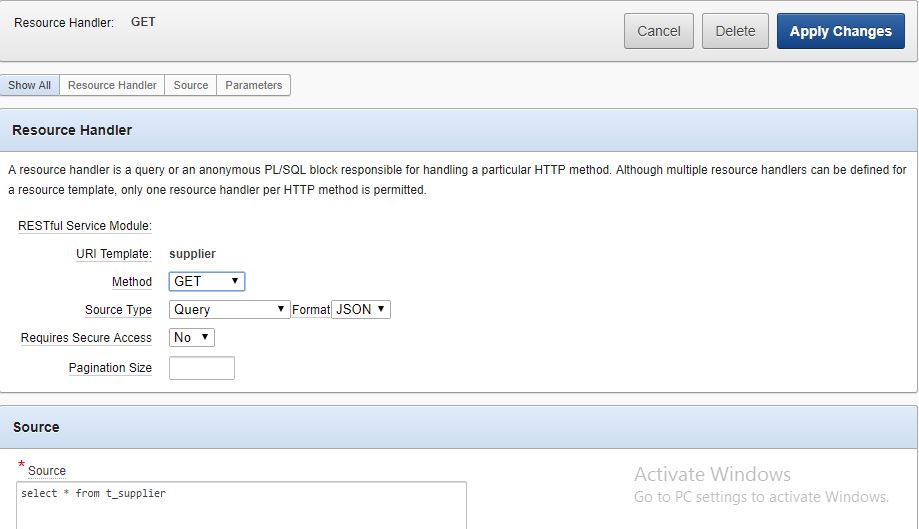 Resource Handler: GET
Cancel Delete Apply Changes
Show All Resource Handler Source Parameters
Resource Handler
A resource handler is a query or an anonymous PL/SQL block responsible for handling a particular HTTP method. Although multiple resource handlers can be defined for
a resource template, only one resource handler per HTTP method is permitted.
RESTful Service Module:
URI Template: supplier
Method GET
Source Type Query Format JSON
Requires Secure Access No
Pagination Size
Source
* Source
select * from t_supplier
Activate Windows
Go to PC settings to activate Windows.